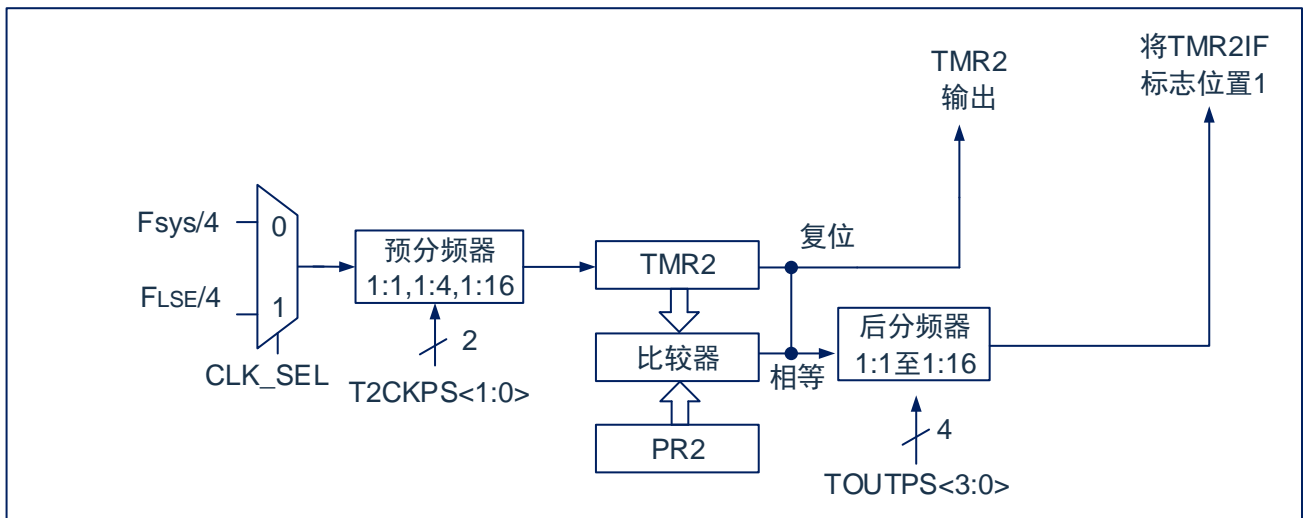 将TMR2IF
标志位置1
TMR2
输出
Fsys/4
0
预分频器
1:1,1:4,1:16
TMR2
复位
FLSE/4
1
后分频器
1:1至1:16
比较器
相等
2
CLK_SEL
T2CKPS<1:0>
PR2
4
TOUTPS<3:0>